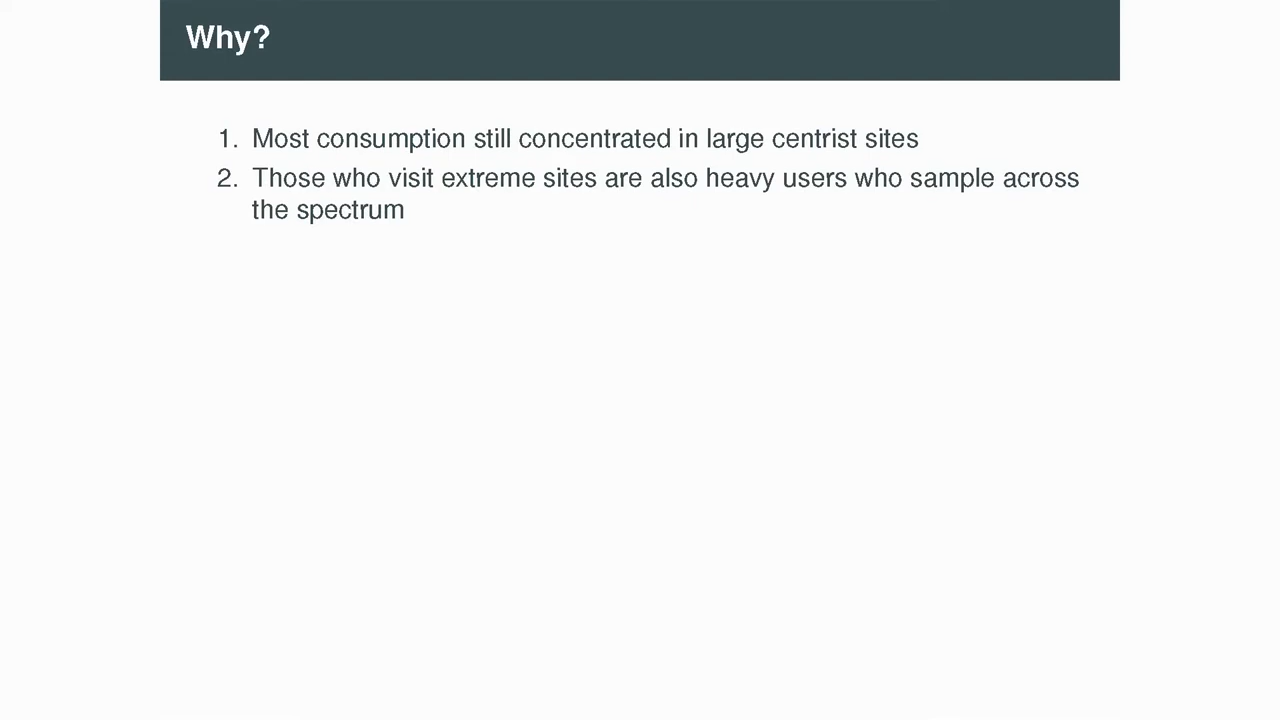 Why?
1. Most consumption still concentrated in large centrist sites
2. Those who visit extreme sites are also heavy users who sample across
the spectrum